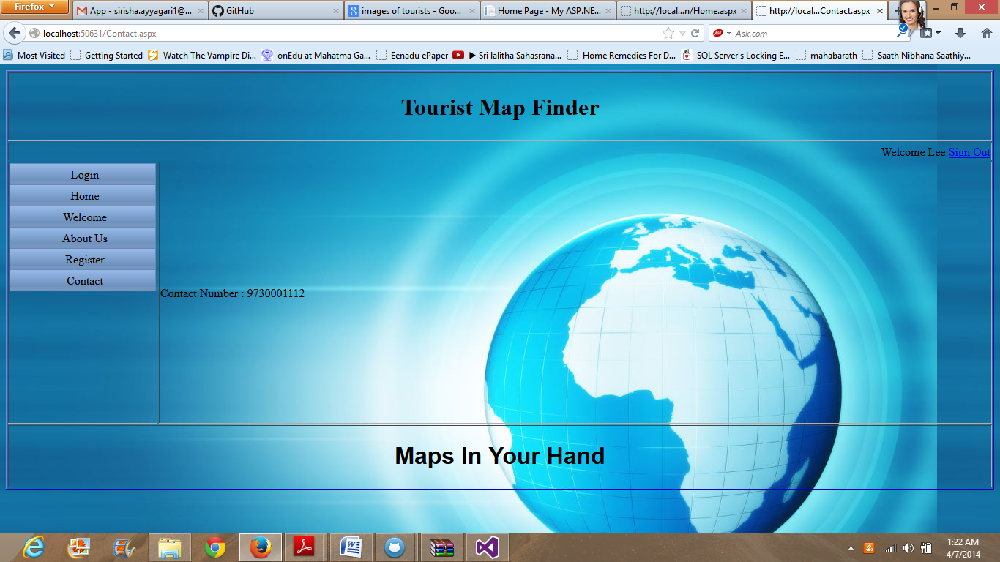 Firefox
App - sirisha.ayyagari1@...
GitHub
images of tourists - Goo...
Home Page - My ASP.NE...
http://local...n/Home.aspx
http://local...Contact.aspx
localhost:50631/Contact.aspx
Ask.com
Most Visited
Getting Started
Watch The Vampire Di...
onEdu at Mahatma Ga...
Eenadu ePaper
▶ Sri lalitha Sahasrana...
Home Remedies For D...
SQL Server's Locking E...
mahabarath
Saath Nibhana Saathiy...
Tourist Map Finder
Welcome Lee Sign Out
Login
Home
Welcome
About Us
Register
Contact
Contact Number : 9730001112
Maps In Your Hand
1:22 AM
4/7/2014